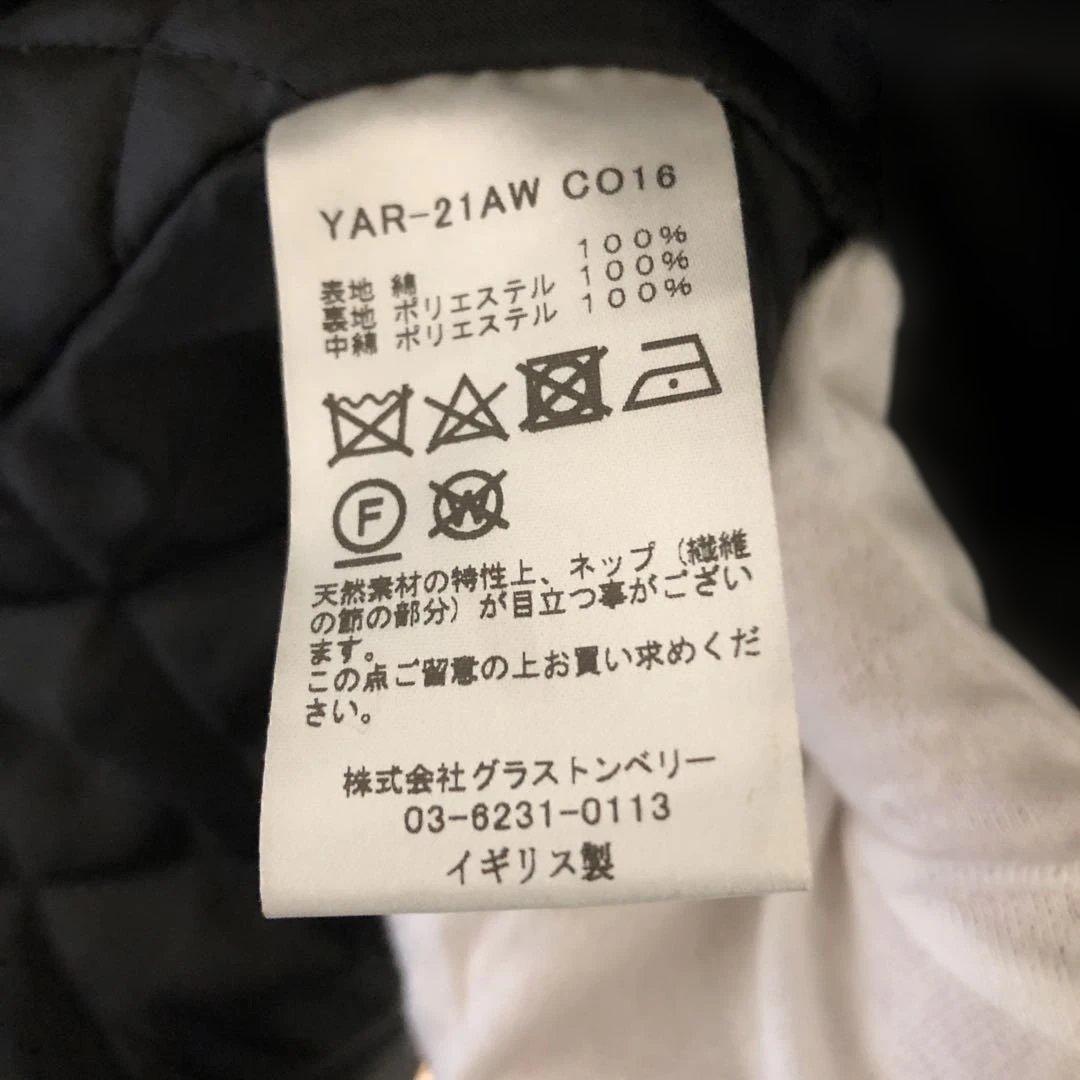 YAR-21AW CO16
表地 綿 100%
裏地 ポリエステル 100%
中綿 ポリエステル 100%
F
W
天然素材の特性上、ネップ（繊維
の節の部分）が目立つ事がござい
ます。
この点ご留意の上お買い求めくだ
さい。
株式会社グラストンベリー
03-6231-0113
イギリス製